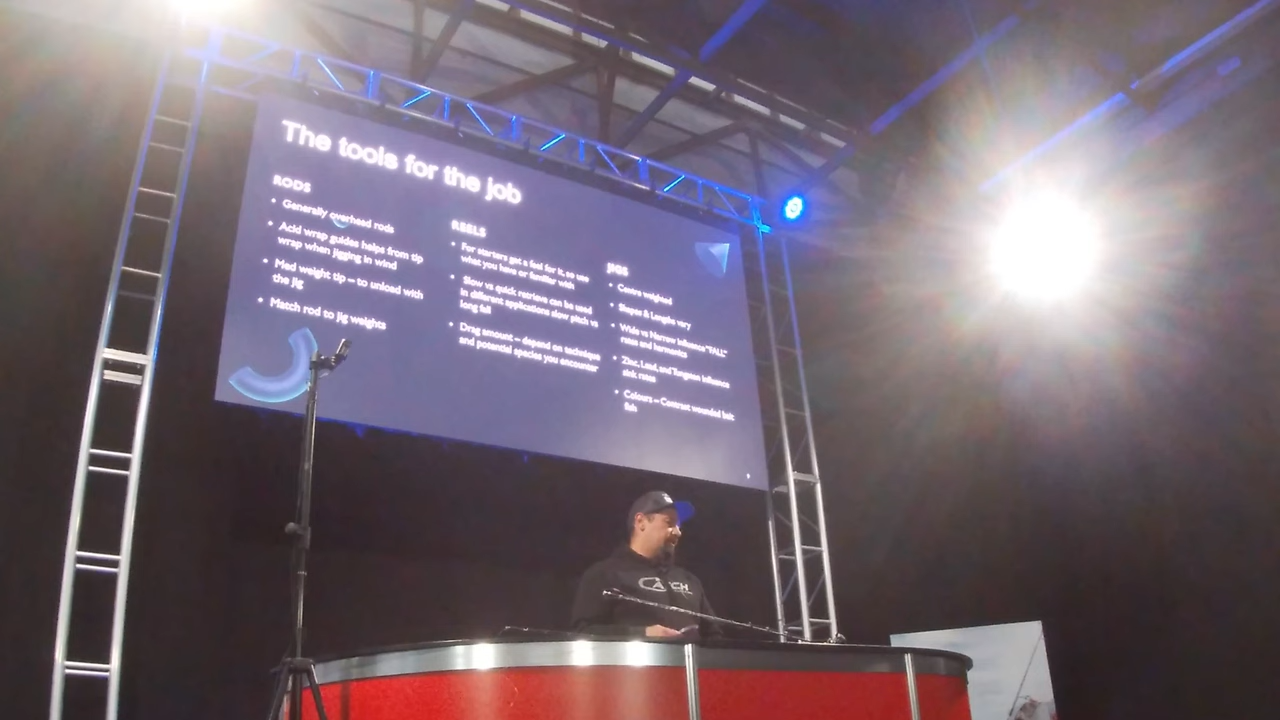 The tools for the job
RODS
• Generally overhead rods
• Acid wrap guides helps from tip
wrap when jigging in wind
• Med weight tip – to unload with
the jig
• Match rod to jig weights
REELS
• For starters get a feel for it, so use
what you have or familiar with
• Slow vs quick retrieve can be used
in different applications slow pitch vs
long fall
• Drag amount – depend on technique
and potential species you encounter
JIGS
• Centre weighted
• Shapes & Lengths vary
• Wide vs Narrow influence "FALL"
rates and harmonics
• Zinc, Lead, and Tungsten influence
sink rates
• Colours – Contrast wounded bait
fish
CATCH